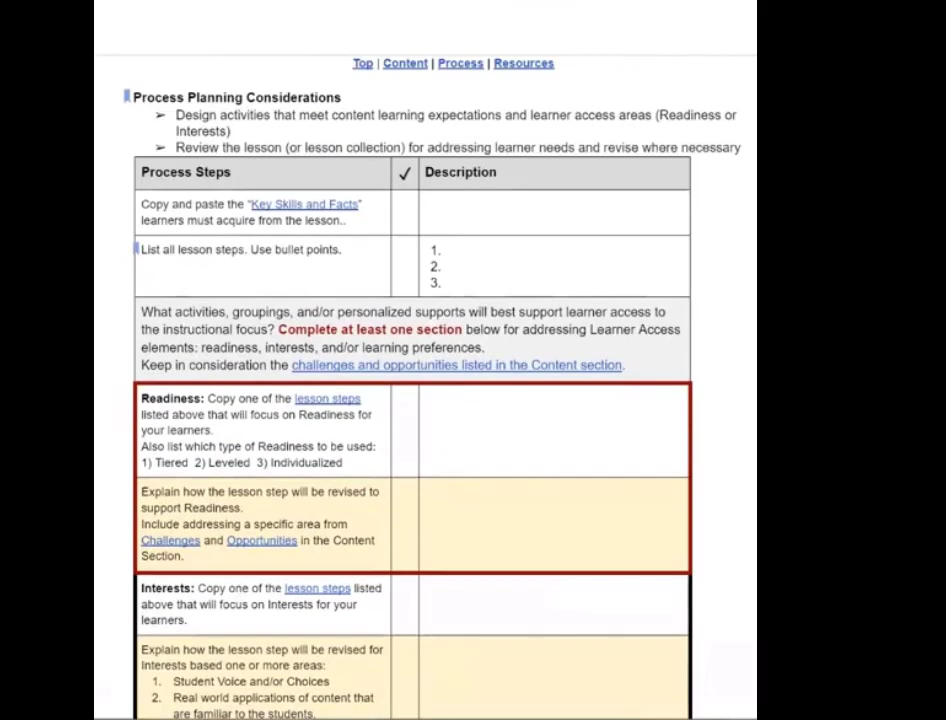 Top | Content | Process | Resources
Process Planning Considerations
➢ Design activities that meet content learning expectations and learner access areas (Readiness or
Interests)
➢ Review the lesson (or lesson collection) for addressing learner needs and revise where necessary
Process Steps ✓ Description
Copy and paste the “Key Skills and Facts”
learners must acquire from the lesson..
List all lesson steps. Use bullet points.
1.
2.
3.
What activities, groupings, and/or personalized supports will best support learner access to
the instructional focus? Complete at least one section below for addressing Learner Access
elements: readiness, interests, and/or learning preferences.
Keep in consideration the challenges and opportunities listed in the Content section.
Readiness: Copy one of the lesson steps
listed above that will focus on Readiness for
your learners.
Also list which type of Readiness to be used:
1) Tiered 2) Leveled 3) Individualized
Explain how the lesson step will be revised to
support Readiness.
Include addressing a specific area from
Challenges and Opportunities in the Content
Section.
Interests: Copy one of the lesson steps listed
above that will focus on Interests for your
learners.
Explain how the lesson step will be revised for
Interests based one or more areas:
1. Student Voice and/or Choices
2. Real world applications of content that
are familiar to the students.